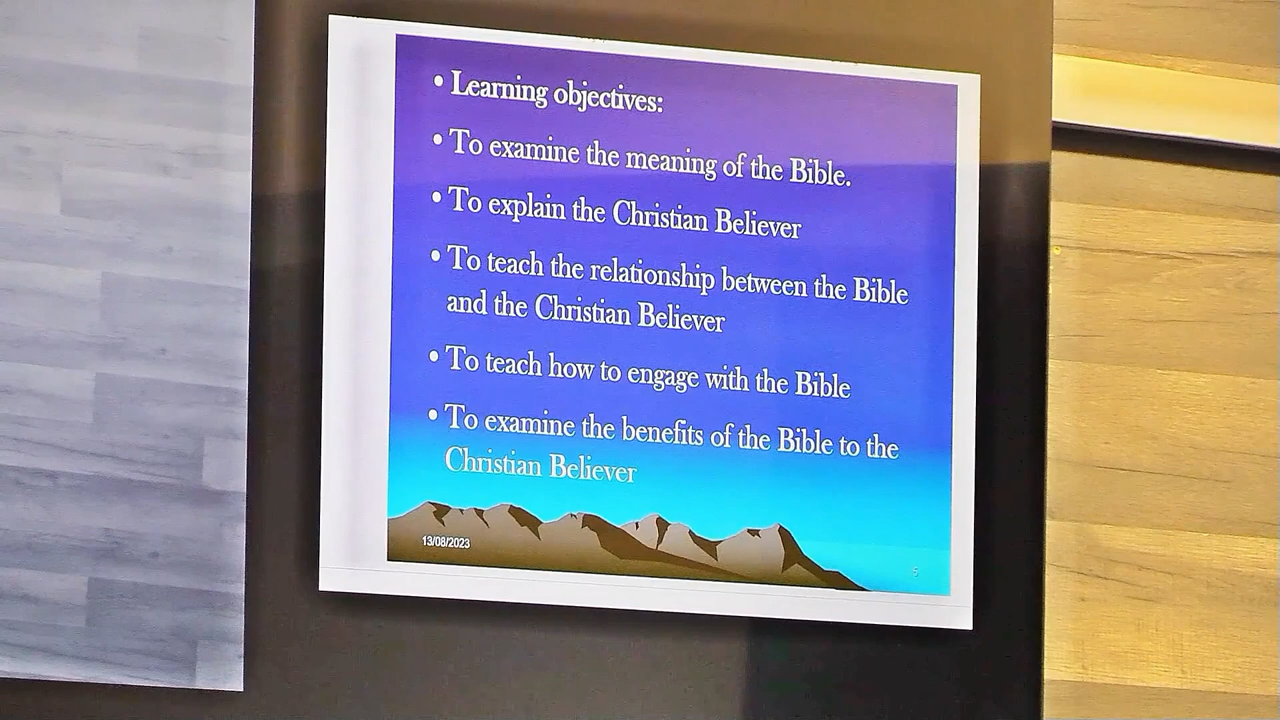 • Learning objectives:
• To examine the meaning of the Bible.
• To explain the Christian Believer
• To teach the relationship between the Bible
and the Christian Believer
• To teach how to engage with the Bible
• To examine the benefits of the Bible to the
Christian Believer
13/08/2023
5